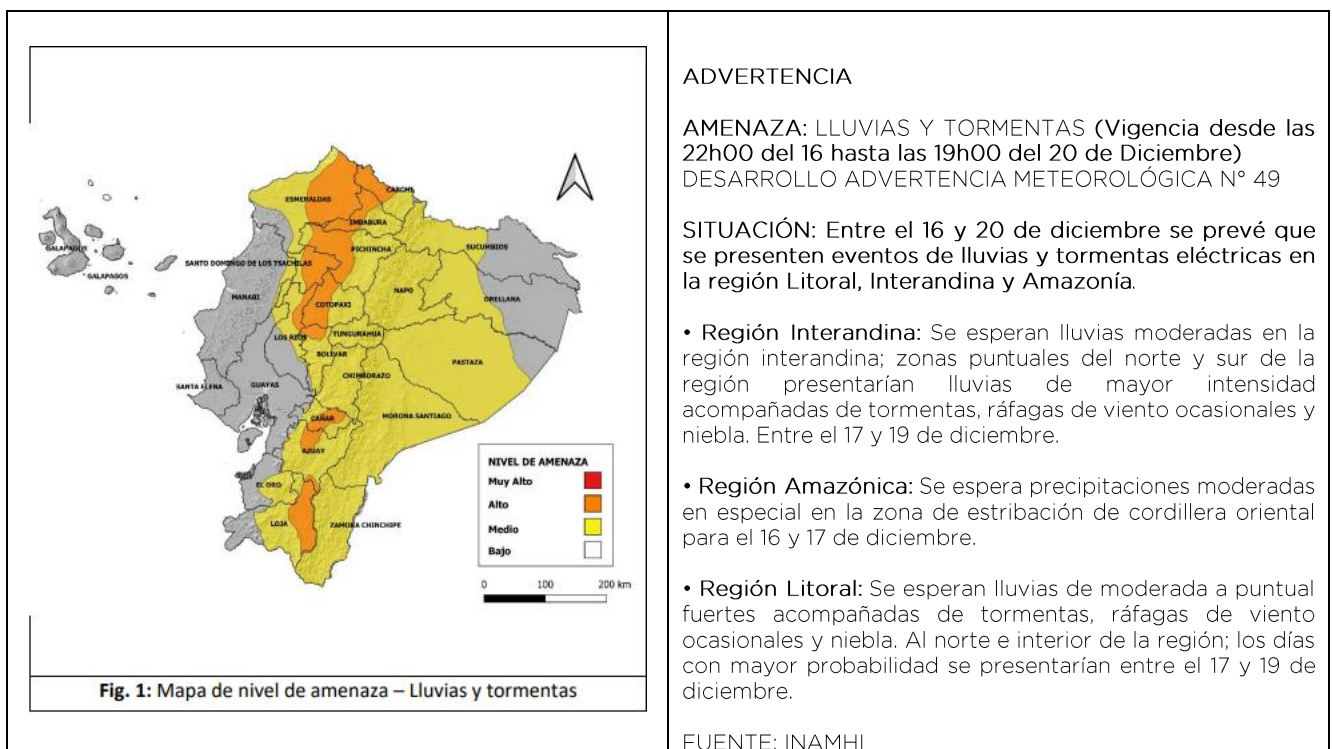 CARCHI
ESMERALDAS
IMBABURA
GALAPAGOS
PICHINCHA
SUCUMBIOS
SANTO DOMINGO DE LOS TSACHILAS
GALAPAGOS
MANABI
COTOPAXI
NAPO
ORELLANA
LOS RIOS
TUNGURAHUA
BOLIVAR
PASTAZA
CHIMBORAZO
SANTA ELENA
GUAYAS
CAÑAR
MORONA SANTIAGO
AZUAY
EL ORO
LOJA
ZAMORA CHINCHIPE
NIVEL DE AMENAZA
Muy Alto
Alto
Medio
Bajo
0 100 200 km
Fig. 1: Mapa de nivel de amenaza – Lluvias y tormentas
ADVERTENCIA
AMENAZA: LLUVIAS Y TORMENTAS (Vigencia desde las
22h00 del 16 hasta las 19h00 del 20 de Diciembre)
DESARROLLO ADVERTENCIA METEOROLÓGICA N° 49
SITUACIÓN: Entre el 16 y 20 de diciembre se prevé que
se presenten eventos de lluvias y tormentas eléctricas en
la región Litoral, Interandina y Amazonía.
• Región Interandina: Se esperan lluvias moderadas en la
región interandina; zonas puntuales del norte y sur de la
región presentarían lluvias de mayor intensidad
acompañadas de tormentas, ráfagas de viento ocasionales y
niebla. Entre el 17 y 19 de diciembre.
• Región Amazónica: Se espera precipitaciones moderadas
en especial en la zona de estribación de cordillera oriental
para el 16 y 17 de diciembre.
• Región Litoral: Se esperan lluvias de moderada a puntual
fuertes acompañadas de tormentas, ráfagas de viento
ocasionales y niebla. Al norte e interior de la región; los días
con mayor probabilidad se presentarían entre el 17 y 19 de
diciembre.
FUENTE: INAMHI